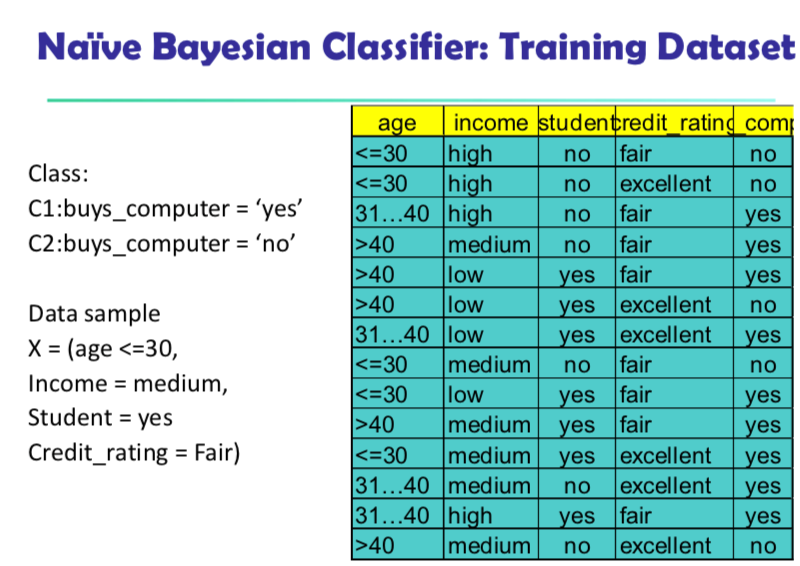 Naïve Bayesian Classifier: Training Dataset
Class:
C1:buys_computer = ‘yes’
C2:buys_computer = ‘no’
Data sample
X = (age <=30,
Income = medium,
Student = yes
Credit_rating = Fair)
age income student credit_rating _comp
<=30 high no fair no
<=30 high no excellent no
31…40 high no fair yes
>40 medium no fair yes
>40 low yes fair yes
>40 low yes excellent no
31…40 low yes excellent yes
<=30 medium no fair no
<=30 low yes fair yes
>40 medium yes fair yes
<=30 medium yes excellent yes
31…40 medium no excellent yes
31…40 high yes fair yes
>40 medium no excellent no